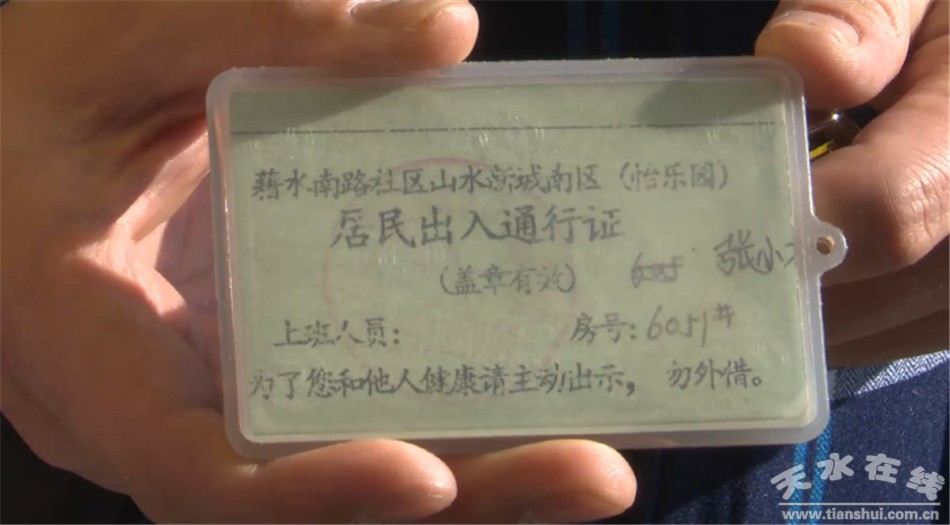 藉水南路社区山水新城南区（怡乐园）
居民出入通行证
（盖章有效） 张小
上班人员： 房号：6051#
为了您和他人健康请主动出示，勿外借。
天水在线
www.tianshui.com.cn